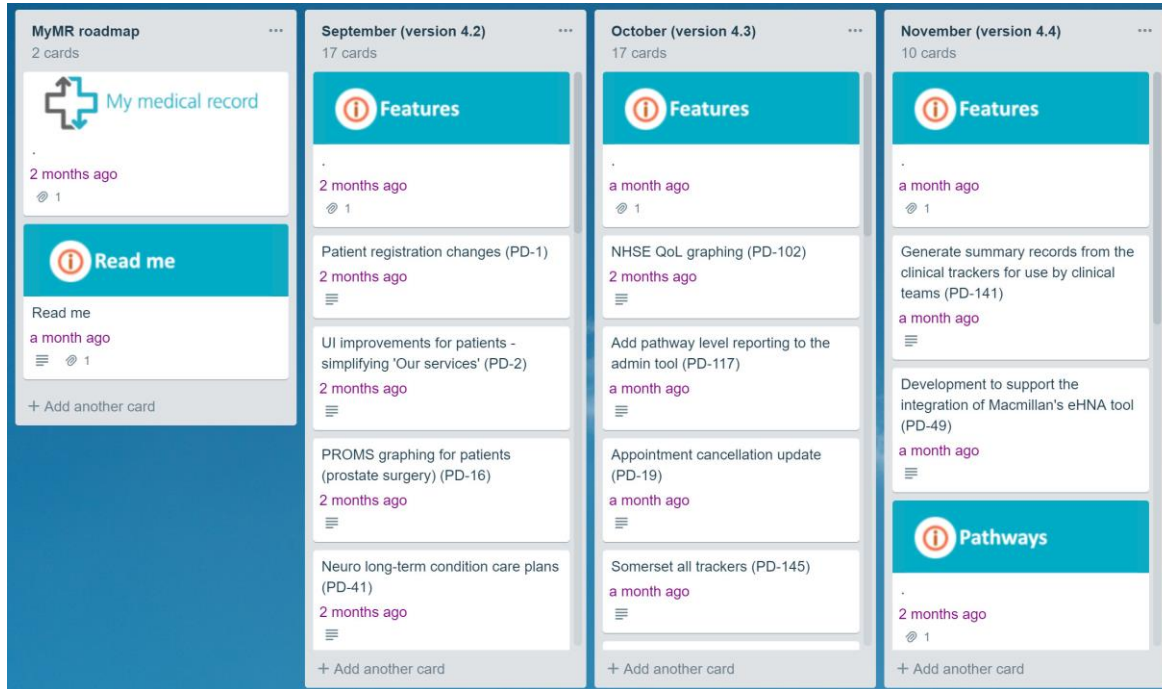 MyMR roadmap
...
2 cards
My medical record
.
2 months ago
1
Read me
Read me
a month ago
1
+ Add another card
September (version 4.2)
...
17 cards
Features
.
2 months ago
1
Patient registration changes (PD-1)
2 months ago
UI improvements for patients -
simplifying 'Our services' (PD-2)
2 months ago
PROMS graphing for patients
(prostate surgery) (PD-16)
2 months ago
Neuro long-term condition care plans
(PD-41)
2 months ago
+ Add another card
October (version 4.3)
...
17 cards
Features
.
a month ago
1
NHSE QoL graphing (PD-102)
2 months ago
Add pathway level reporting to the
admin tool (PD-117)
a month ago
Appointment cancellation update
(PD-19)
a month ago
Somerset all trackers (PD-145)
a month ago
+ Add another card
November (version 4.4)
...
10 cards
Features
.
a month ago
1
Generate summary records from the
clinical trackers for use by clinical
teams (PD-141)
a month ago
Development to support the
integration of Macmillan's eHNA tool
(PD-49)
a month ago
Pathways
.
2 months ago
1
+ Add another card